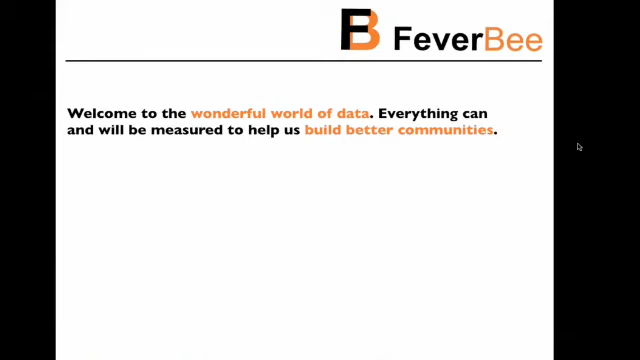 FB FeverBee
Welcome to the wonderful world of data. Everything can
and will be measured to help us build better communities.